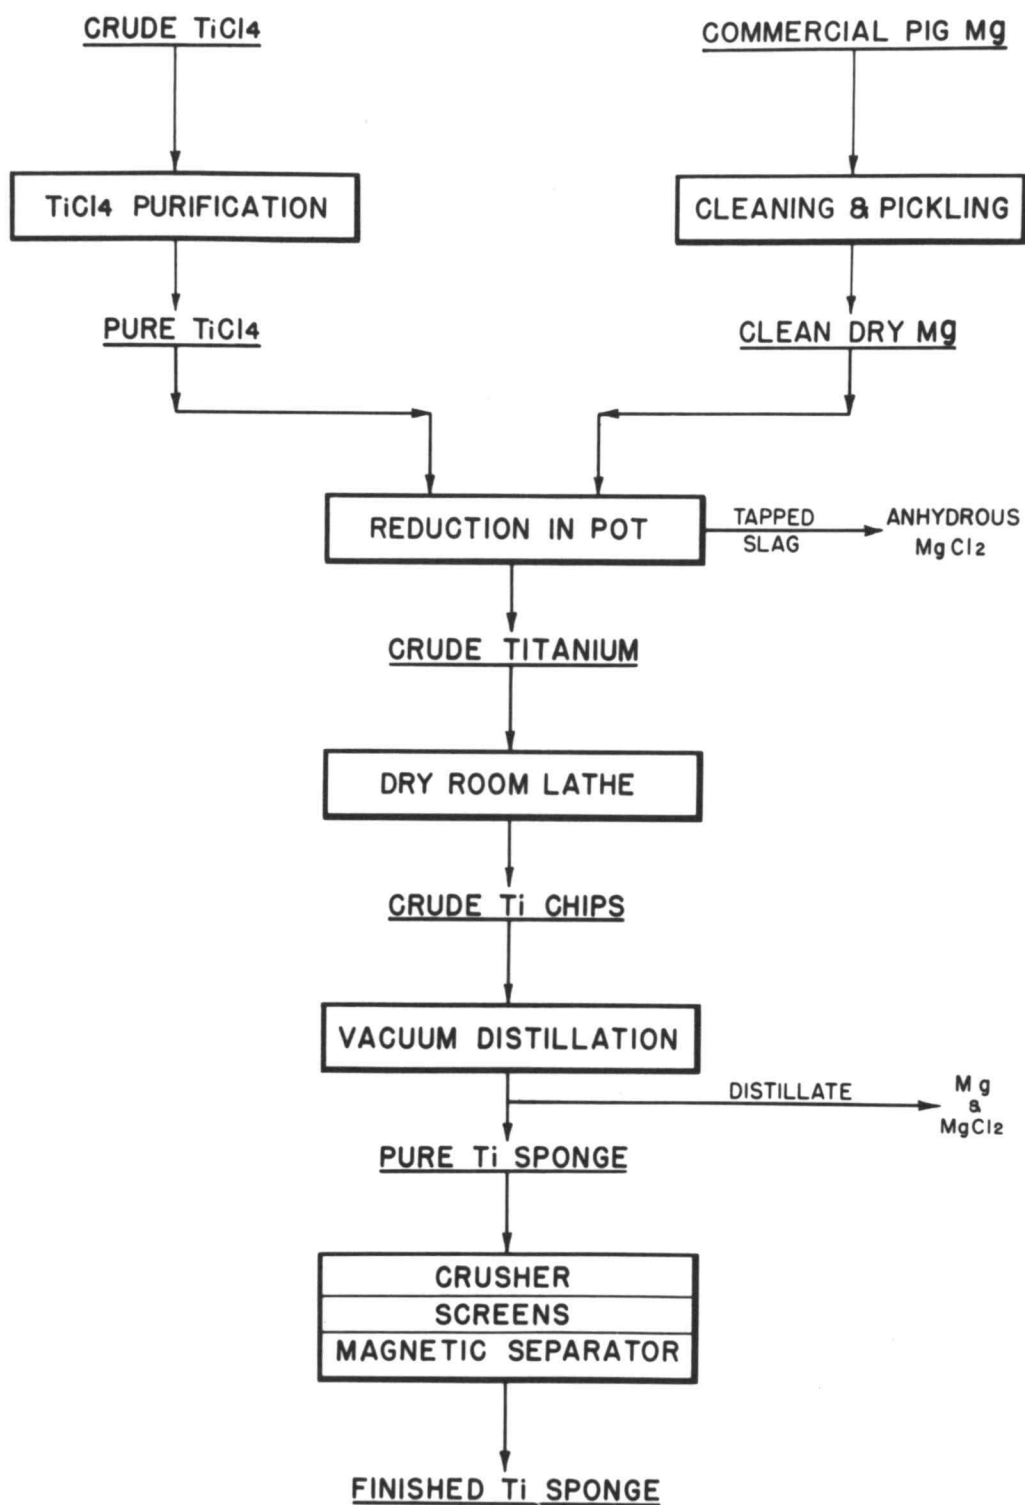 CRUDE TiCl4
COMMERCIAL PIG Mg
TiCl4 PURIFICATION
CLEANING & PICKLING
PURE TiCl4
CLEAN DRY Mg
REDUCTION IN POT
TAPPED
SLAG
ANHYDROUS
MgCl2
CRUDE TITANIUM
DRY ROOM LATHE
CRUDE Ti CHIPS
VACUUM DISTILLATION
DISTILLATE
Mg
&
MgCl2
PURE Ti SPONGE
CRUSHER
SCREENS
MAGNETIC SEPARATOR
FINISHED Ti SPONGE